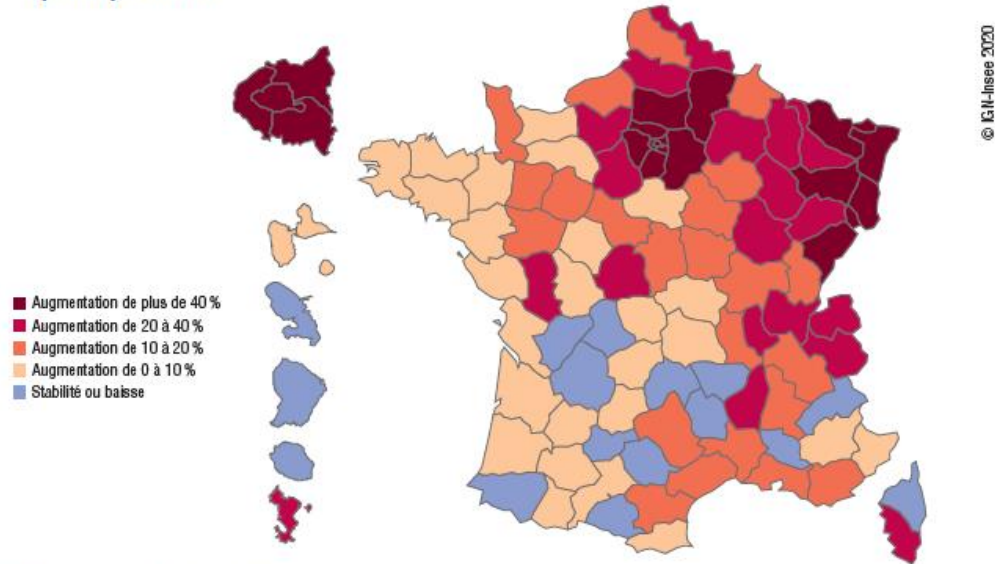 © IGN-Insee 2020
Augmentation de plus de 40 %
Augmentation de 20 à 40 %
Augmentation de 10 à 20 %
Augmentation de 0 à 10 %
Stabilité ou baisse